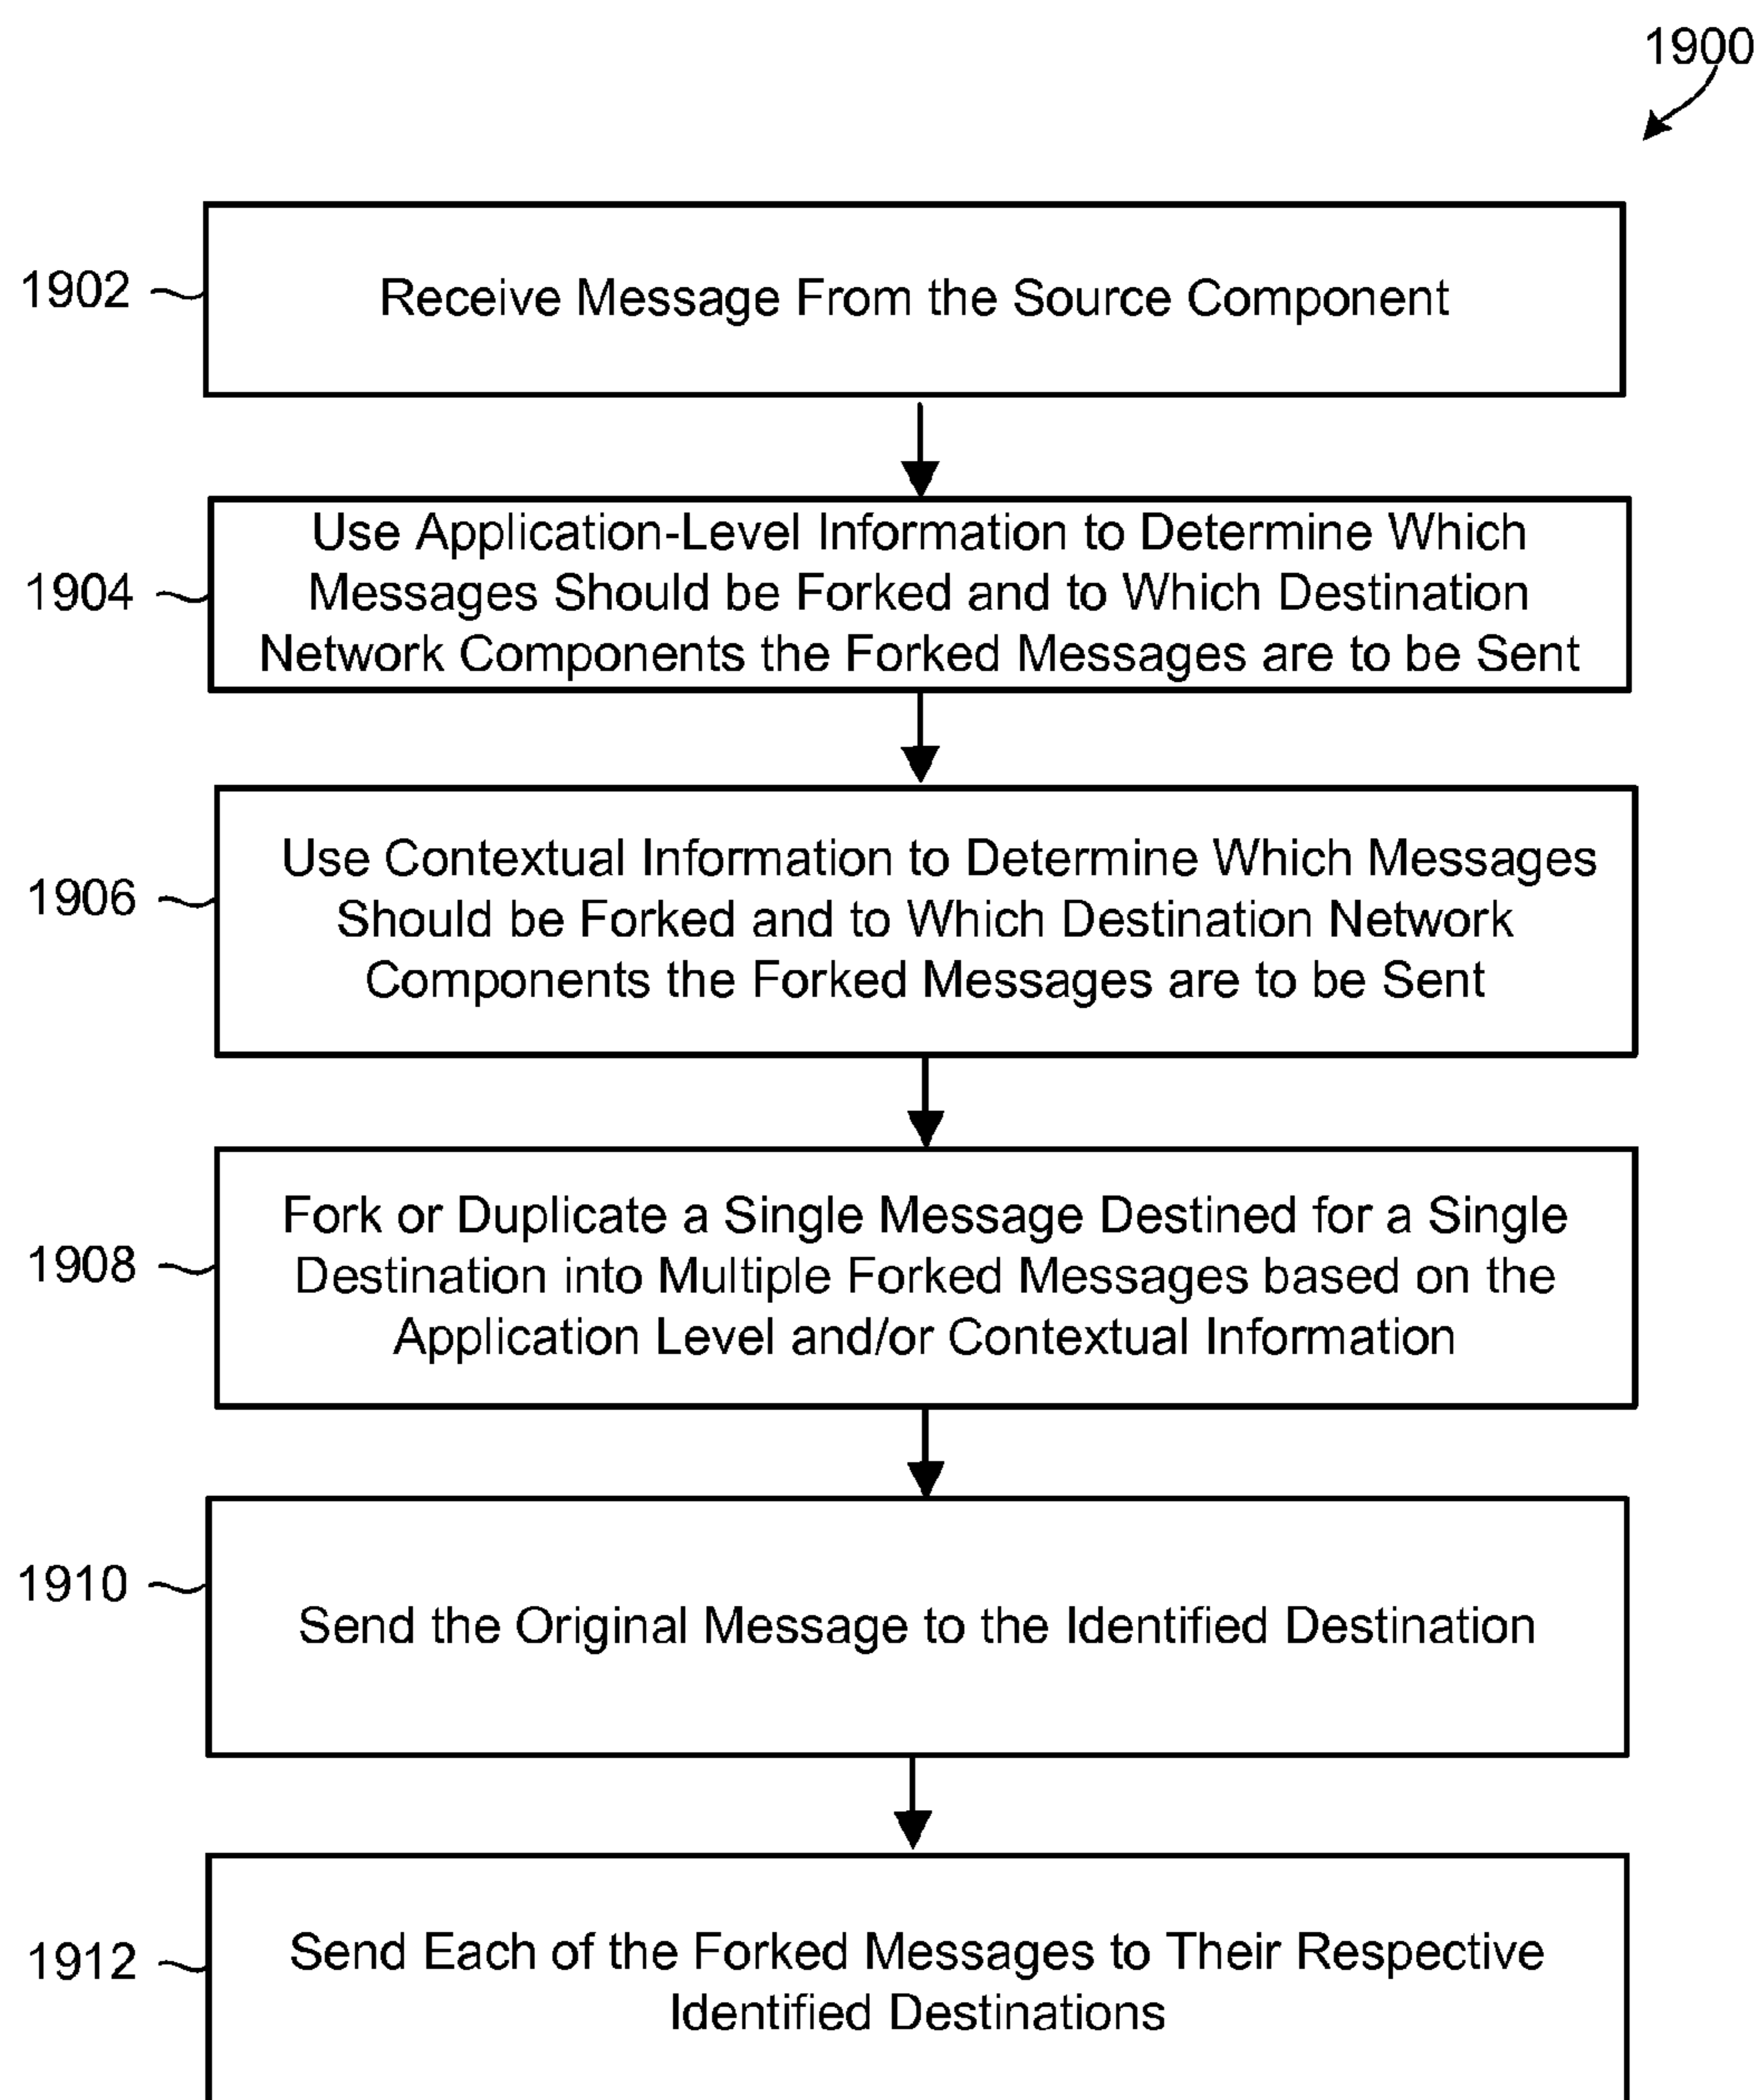 1900
1902
Receive Message From the Source Component
1904
Use Application-Level Information to Determine Which
Messages Should be Forked and to Which Destination
Network Components the Forked Messages are to be Sent
1906
Use Contextual Information to Determine Which Messages
Should be Forked and to Which Destination Network
Components the Forked Messages are to be Sent
1908
Fork or Duplicate a Single Message Destined for a Single
Destination into Multiple Forked Messages based on the
Application Level and/or Contextual Information
1910
Send the Original Message to the Identified Destination
1912
Send Each of the Forked Messages to Their Respective
Identified Destinations